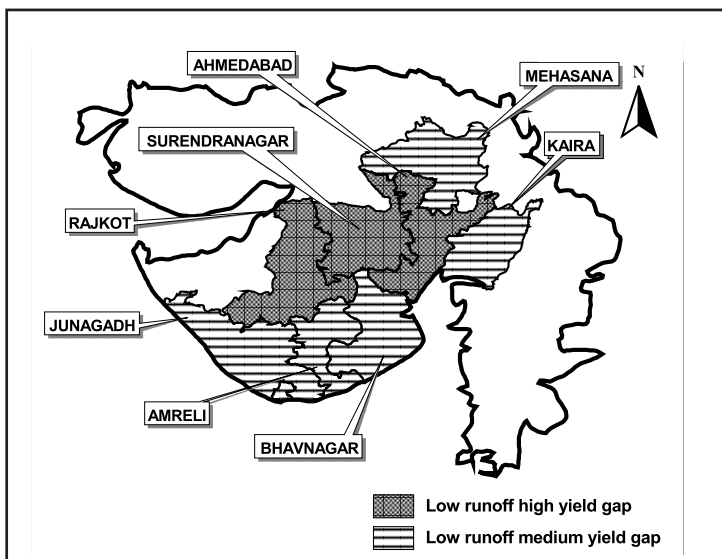 AHMEDABAD
MEHASANA
N
SURENDRANAGAR
KAIRA
RAJKOT
JUNAGADH
AMRELI
BHAVNAGAR
Low runoff high yield gap
Low runoff medium yield gap